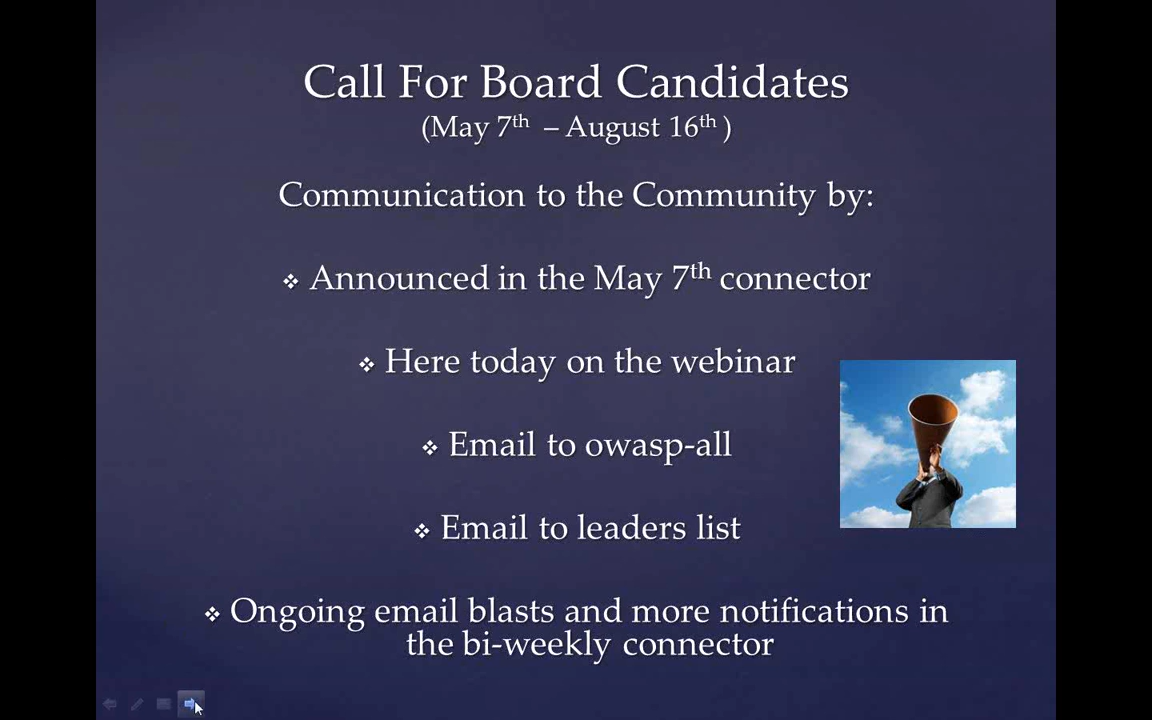 Call For Board Candidates
(May 7th – August 16th )
Communication to the Community by:
❖ Announced in the May 7th connector
❖ Here today on the webinar
❖ Email to owasp-all
❖ Email to leaders list
❖ Ongoing email blasts and more notifications in
the bi-weekly connector